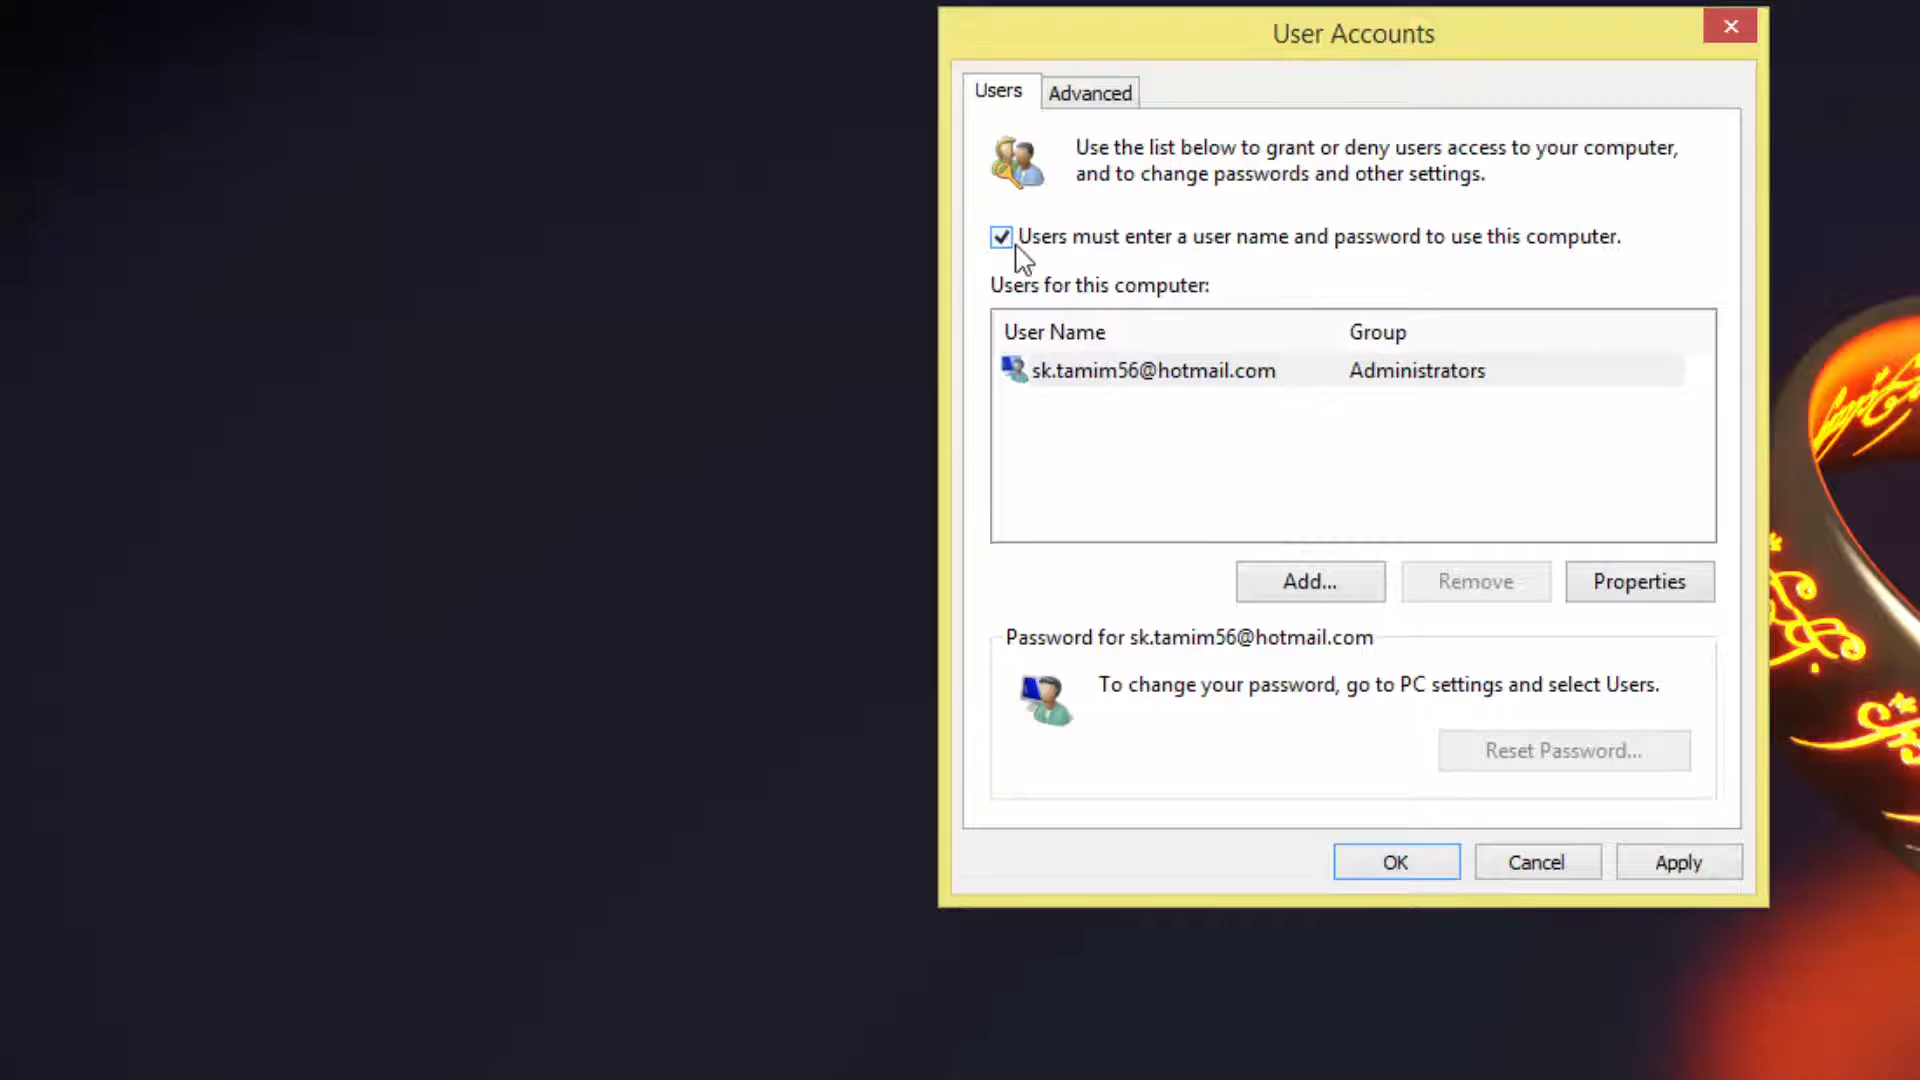 User Accounts
Users
Advanced
Use the list below to grant or deny users access to your computer,
and to change passwords and other settings.
Users must enter a user name and password to use this computer.
Users for this computer:
User Name Group
sk.tamim56@hotmail.com Administrators
Add... Remove Properties
Password for sk.tamim56@hotmail.com
To change your password, go to PC settings and select Users.
Reset Password...
OK Cancel Apply